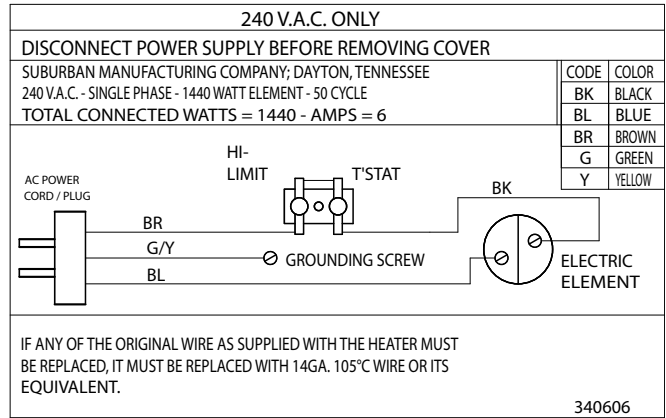 240 V.A.C. ONLY
DISCONNECT POWER SUPPLY BEFORE REMOVING COVER
SUBURBAN MANUFACTURING COMPANY; DAYTON, TENNESSEE
240 V.A.C. - SINGLE PHASE - 1440 WATT ELEMENT - 50 CYCLE
TOTAL CONNECTED WATTS = 1440 - AMPS = 6
CODE COLOR
BK BLACK
BL BLUE
BR BROWN
G GREEN
Y YELLOW
HI-
LIMIT
T'STAT
BK
AC POWER
CORD / PLUG
BR
G/Y
GROUNDING SCREW
BL
ELECTRIC
ELEMENT
IF ANY OF THE ORIGINAL WIRE AS SUPPLIED WITH THE HEATER MUST
BE REPLACED, IT MUST BE REPLACED WITH 14GA. 105°C WIRE OR ITS
EQUIVALENT.
340606